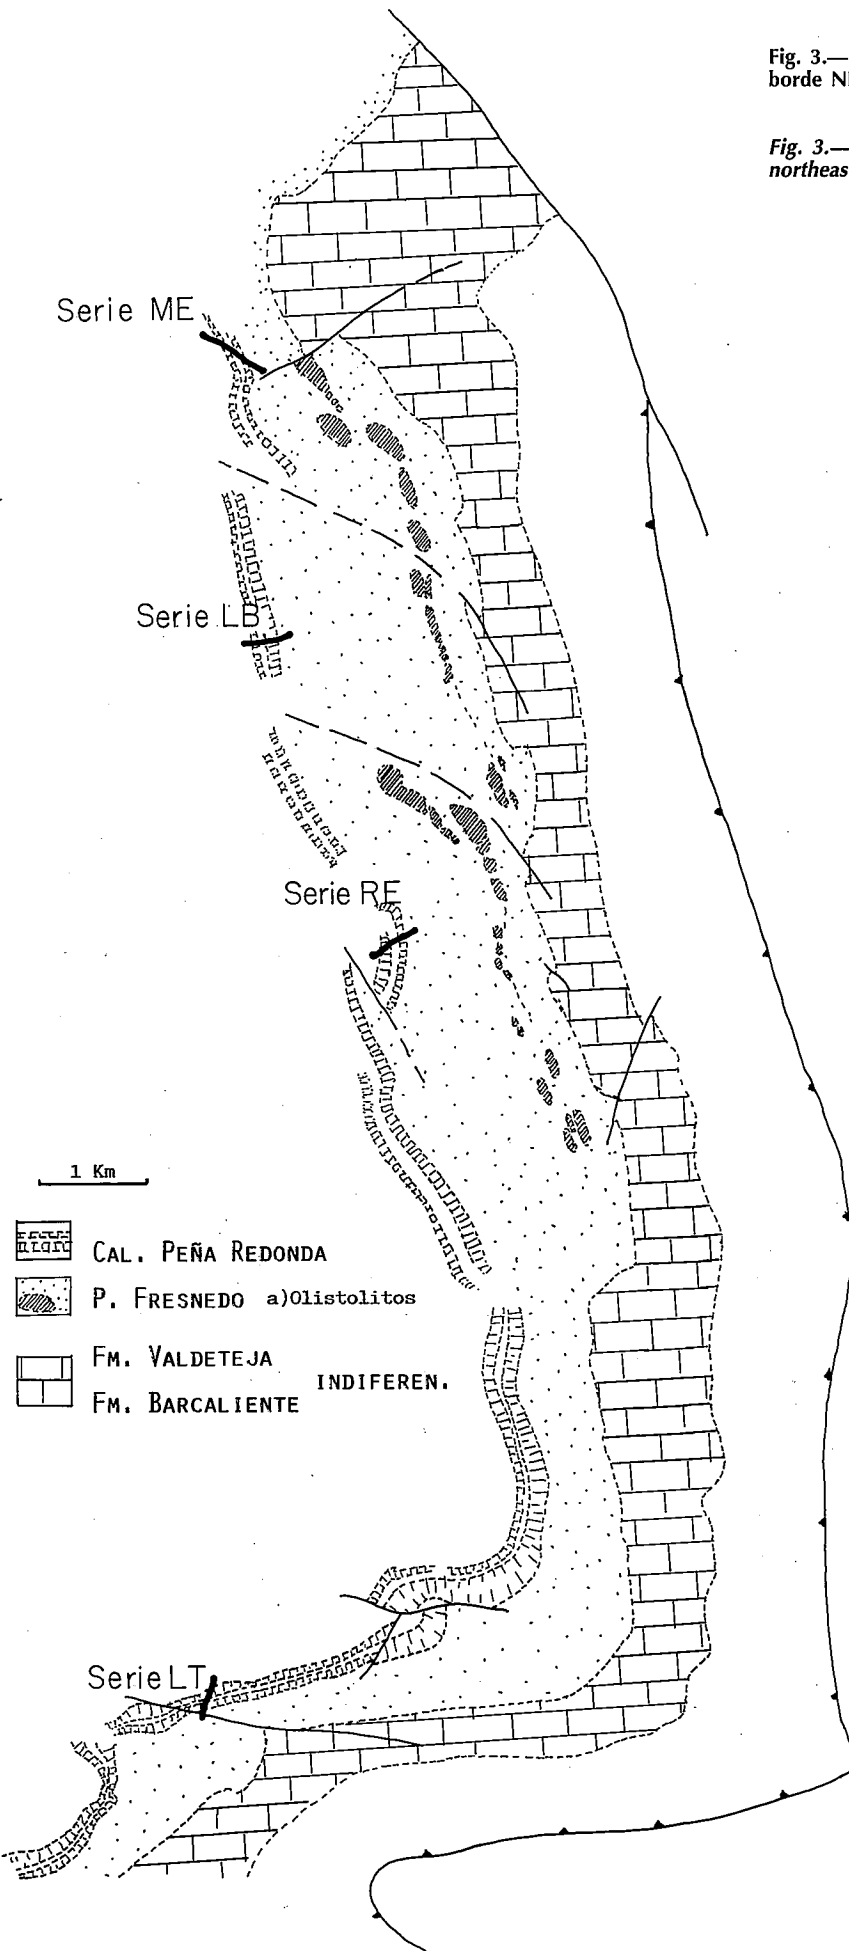 Fig. 3.—
borde N
Fig. 3.—
northeas
Serie ME
Serie LB
Serie RE
1 Km
CAL. PEÑA REDONDA
P. FRESNEDO a)Olistolitos
FM. VALDETEJA
INDIFEREN.
FM. BARCALIENTE
Serie LT